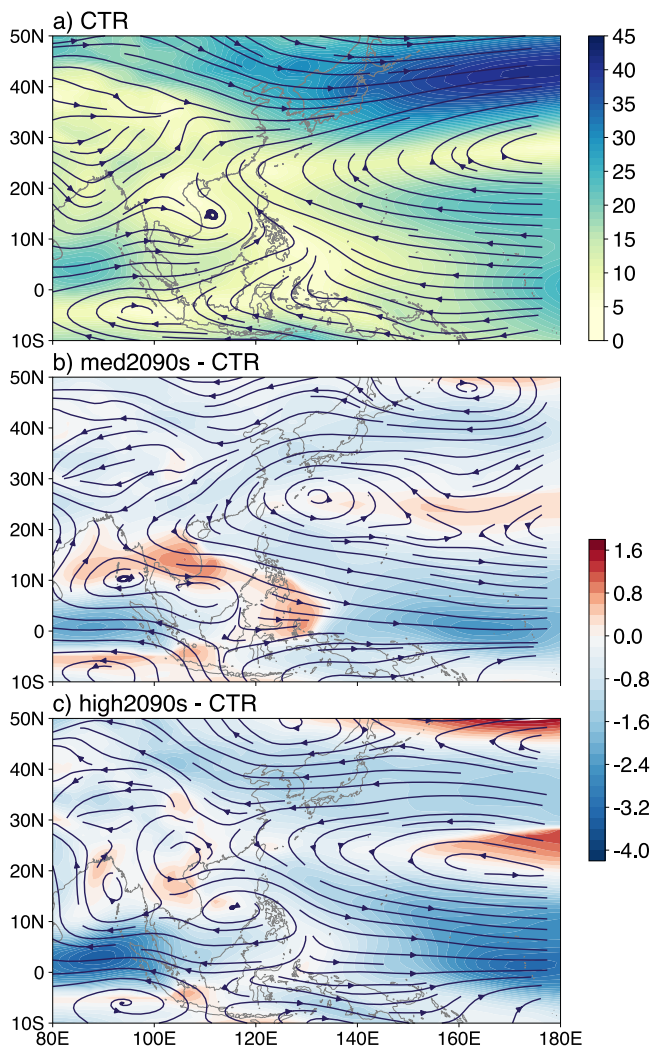 a) CTR
50N
40N
30N
20N
10N
0
10S
45
40
35
30
25
20
15
10
5
0
b) med2090s - CTR
50N
40N
30N
20N
10N
0
10S
1.6
0.8
0.0
-0.8
-1.6
-2.4
-3.2
-4.0
c) high2090s - CTR
50N
40N
30N
20N
10N
0
10S
80E 100E 120E 140E 160E 180E